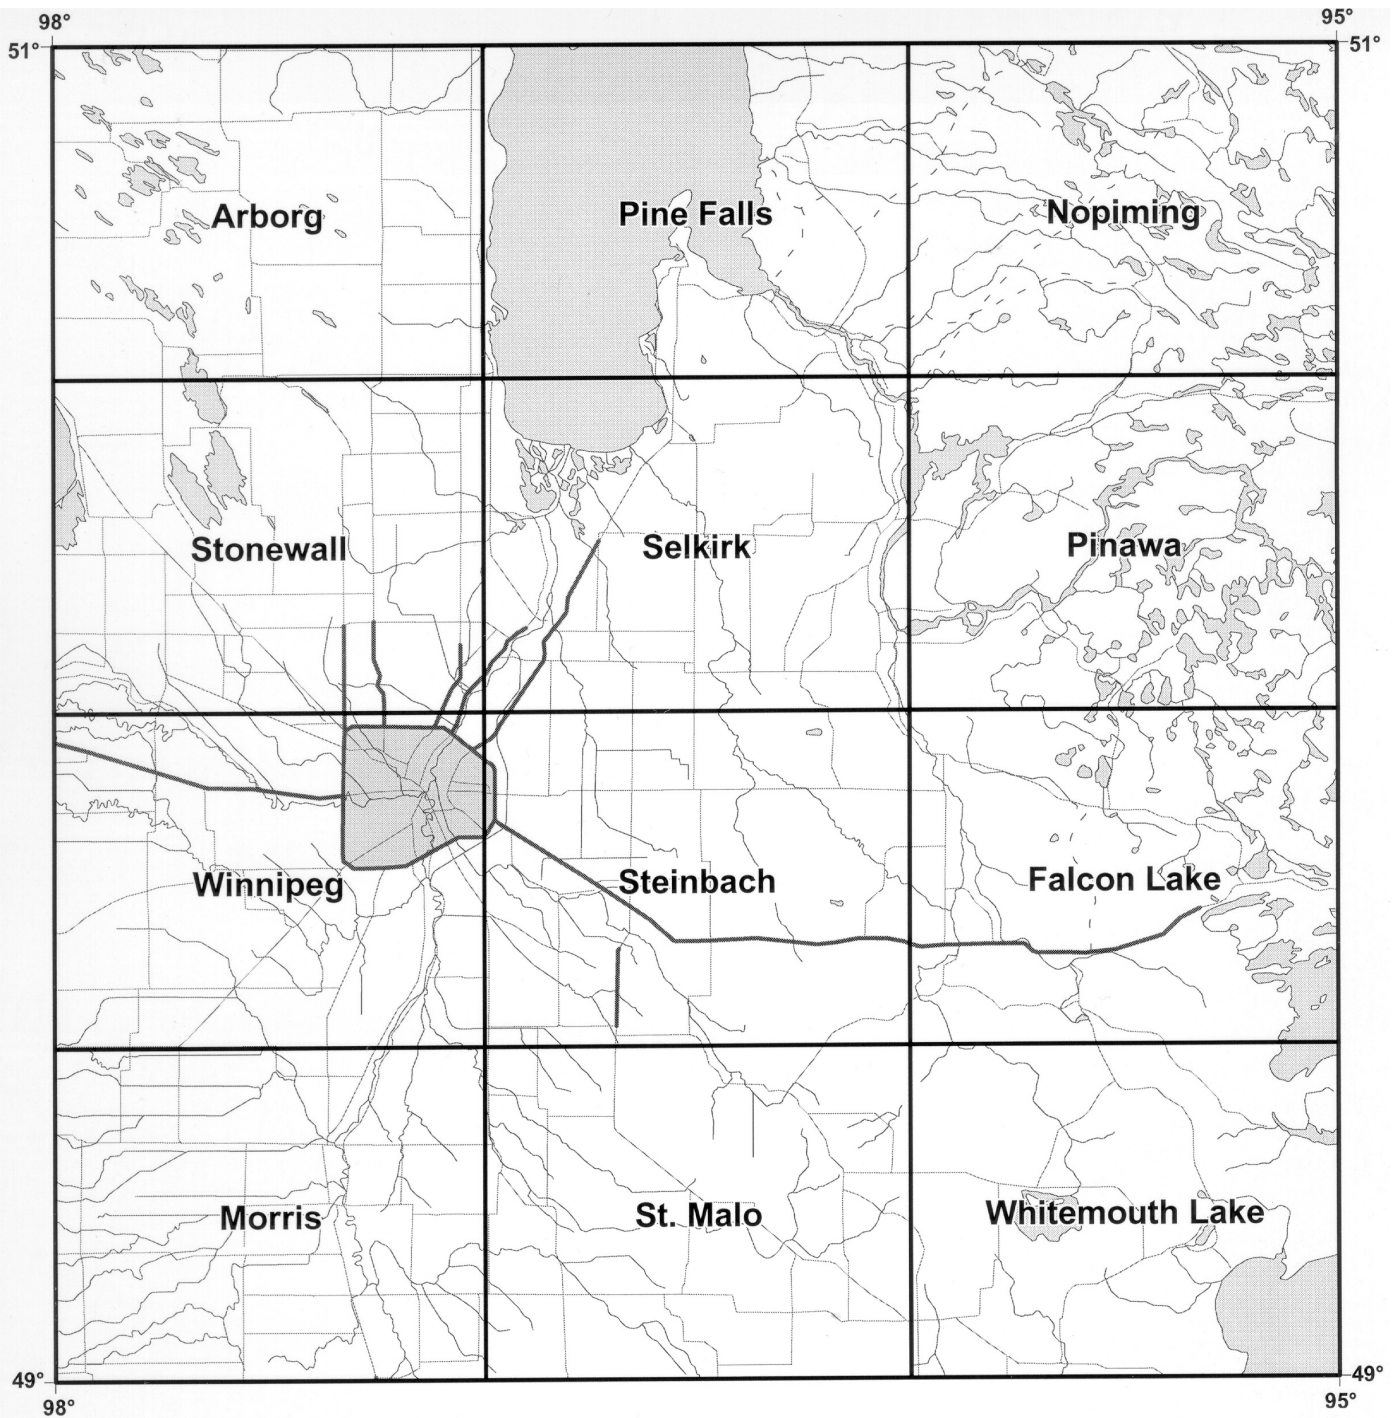 98°
95°
51°
51°
Arborg
Pine Falls
Nopiming
Stonewall
Selkirk
Pinawa
Winnipeg
Steinbach
Falcon Lake
Morris
St. Malo
Whitemouth Lake
49°
49°
98°
95°